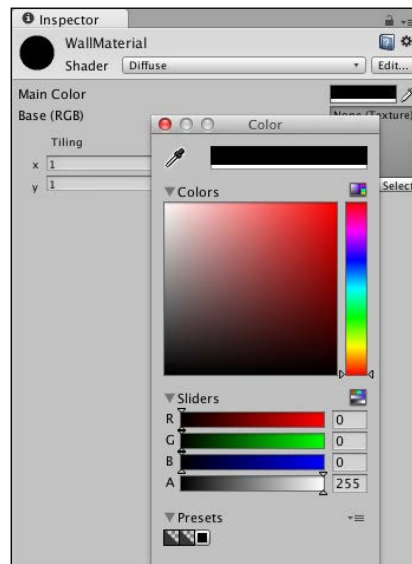 Inspector
WallMaterial
Shader Diffuse Edit...
Main Color
Base (RGB) None (Texture)
Tiling
x 1
y 1 Select
Color
Colors
Sliders
R 0
G 0
B 0
A 255
Presets